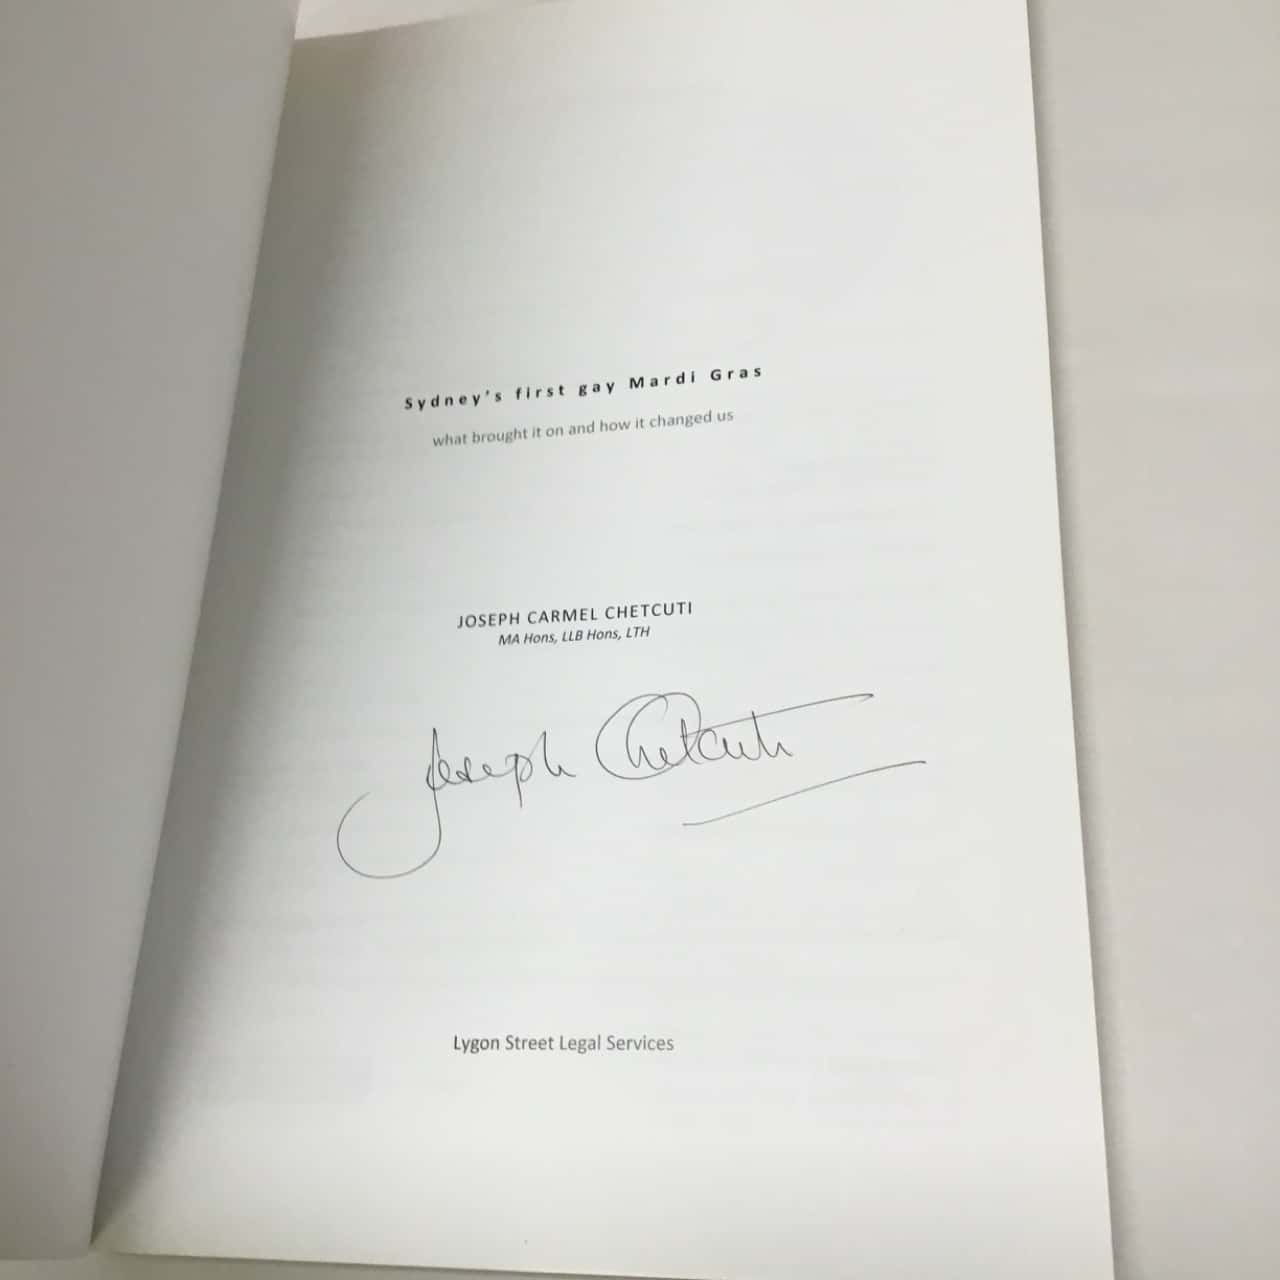 Sydney's first gay Mardi Gras
what brought it on and how it changed us
JOSEPH CARMEL CHETCUTI
MA Hons, LLB Hons, LTH
Joseph Chetcuti
Lygon Street Legal Services